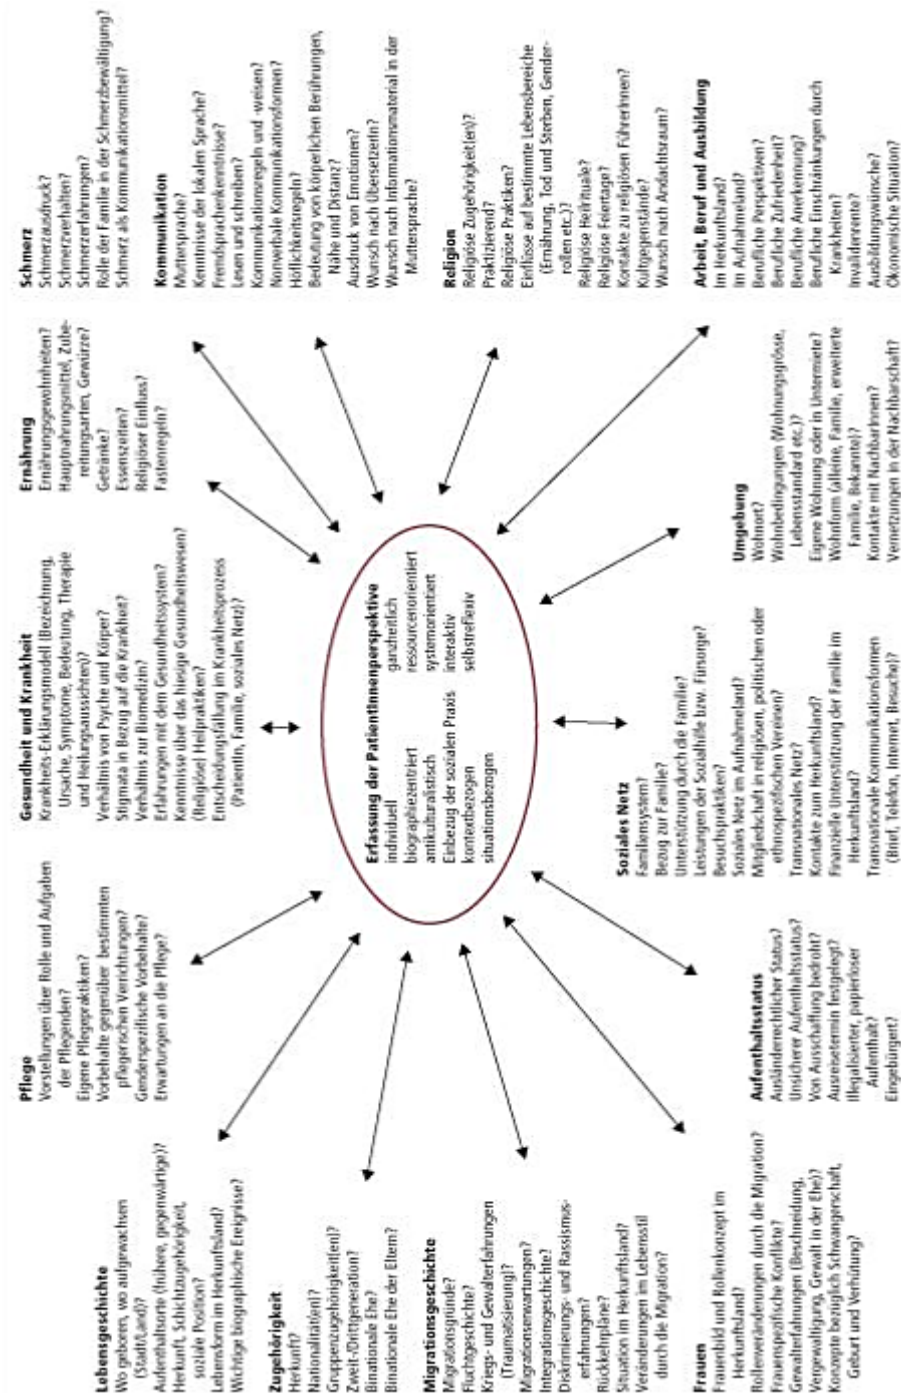 Lebensgeschichte
Wo geboren, wo aufgewachsen
(Stadt/Land)?
Aufenthaltsorte (frühere, gegenwärtige)?
Herkunft, Schichtzugehörigkeit,
soziale Position?
Lebensform im Herkunftsland?
Wichtige biographische Ereignisse?
Zugehörigkeit
Herkunft?
Nationalität(en)?
Gruppenzugehörigkeit(en)?
Zweit-/Drittgeneration?
Binationale Ehe?
Binationale Ehe der Eltern?
Migrationsgeschichte
Migrationsgründe?
Fluchtgeschichte?
Kriegs- und Gewalterfahrungen
(Traumatisierung)?
Migrationserwartungen?
Integrationsgeschichte?
Diskriminierungs- und Rassismus-
erfahrungen?
Rückkehrpläne?
Situation im Herkunftsland?
Veränderungen im Lebensstil
durch die Migration?
Frauen
Frauenbild und Rollenkonzept im
Herkunftsland?
Rollenveränderungen durch die Migration?
Frauenspezifische Konflikte?
Gewalterfahrungen (Beschneidung,
Vergewaltigung, Gewalt in der Ehe)?
Konzepte bezüglich Schwangerschaft,
Geburt und Verhütung?
Pflege
Vorstellungen über Rolle und Aufgaben
der Pflegenden?
Eigene Pflegepraktiken?
Vorbehalte gegenüber bestimmten
pflegerischen Verrichtungen?
Genderspezifische Vorbehalte?
Erwartungen an die Pflege?
Aufenthaltsstatus
Ausländerrechtlicher Status?
Unsicherer Aufenthaltsstatus?
Von Ausschaffung bedroht?
Ausreisetermin festgelegt?
Illegalisierter, papierloser
Aufenthalt?
Eingebürgert?
Gesundheit und Krankheit
Krankheits-Erklärungsmodell (Bezeichnung,
Ursache, Symptome, Bedeutung, Therapie
und Heilungsaussichten)?
Verhältnis von Psyche und Körper?
Stigmata in Bezug auf die Krankheit?
Verhältnis zur Biomedizin?
Erfahrungen mit dem Gesundheitssystem?
Kenntnisse über das hiesige Gesundheitswesen?
(Religiöse) Heilpraktiken?
Entscheidungsfällung im Krankheitsprozess
(PatientIn, Familie, soziales Netz)?
Erfassung der PatientInnenperspektive
individuell ganzheitlich
biographiezentriert ressourcenorientiert
antikulturalistisch systemorientiert
Einbezug der sozialen Praxis interaktiv
kontextbezogen selbstreflexiv
situationsbezogen
Soziales Netz
Familiensystem?
Bezug zur Familie?
Unterstützung durch die Familie?
Leistungen der Sozialhilfe bzw. Fürsorge?
Besuchspraktiken?
Soziales Netz im Aufnahmeland?
Mitgliedschaft in religiösen, politischen oder
ethnospezifischen Vereinen?
Transnationales Netz?
Kontakte zum Herkunftsland?
Finanzielle Unterstützung der Familie im
Herkunftsland?
Transnationale Kommunikationsformen
(Brief, Telefon, Internet, Besuche)?
Ernährung
Ernährungsgewohnheiten?
Hauptnahrungsmittel, Zube-
reitungsarten, Gewürze?
Getränke?
Essenszeiten?
Religiöser Einfluss?
Fastenregeln?
Umgebung
Wohnort?
Wohnbedingungen (Wohnungsgrösse,
Lebensstandard etc.)?
Eigene Wohnung oder in Untermiete?
Wohnform (alleine, Familie, erweiterte
Familie, Bekannte)?
Kontakte mit NachbarInnen?
Vernetzungen in der Nachbarschaft?
Schmerz
Schmerzausdruck?
Schmerzverhalten?
Schmerzerfahrungen?
Rolle der Familie in der Schmerzbewältigung?
Schmerz als Kommunikationsmittel?
Kommunikation
Muttersprache?
Kenntnisse der lokalen Sprache?
Fremdsprachenkenntnisse?
Lesen und schreiben?
Kommunikationsregeln und -weisen?
Nonverbale Kommunikationsformen?
Höflichkeitsregeln?
Bedeutung von körperlichen Berührungen,
Nähe und Distanz?
Ausdruck von Emotionen?
Wunsch nach ÜbersetzerIn?
Wunsch nach Informationsmaterial in der
Muttersprache?
Religion
Religiöse Zugehörigkeit(en)?
Praktizierend?
Religiöse Praktiken?
Einflüsse auf bestimmte Lebensbereiche
(Ernährung, Tod und Sterben, Gender-
rollen etc.)?
Religiöse Heilrituale?
Religiöse Feiertage?
Kontakte zu religiösen FührerInnen?
Kultgegenstände?
Wunsch nach Andachtsraum?
Arbeit, Beruf und Ausbildung
Im Herkunftsland?
Im Aufnahmeland?
Berufliche Perspektiven?
Berufliche Zufriedenheit?
Berufliche Anerkennung?
Berufliche Einschränkungen durch
Krankheiten?
Invalidenrente?
Ausbildungswünsche?
Ökonomische Situation?